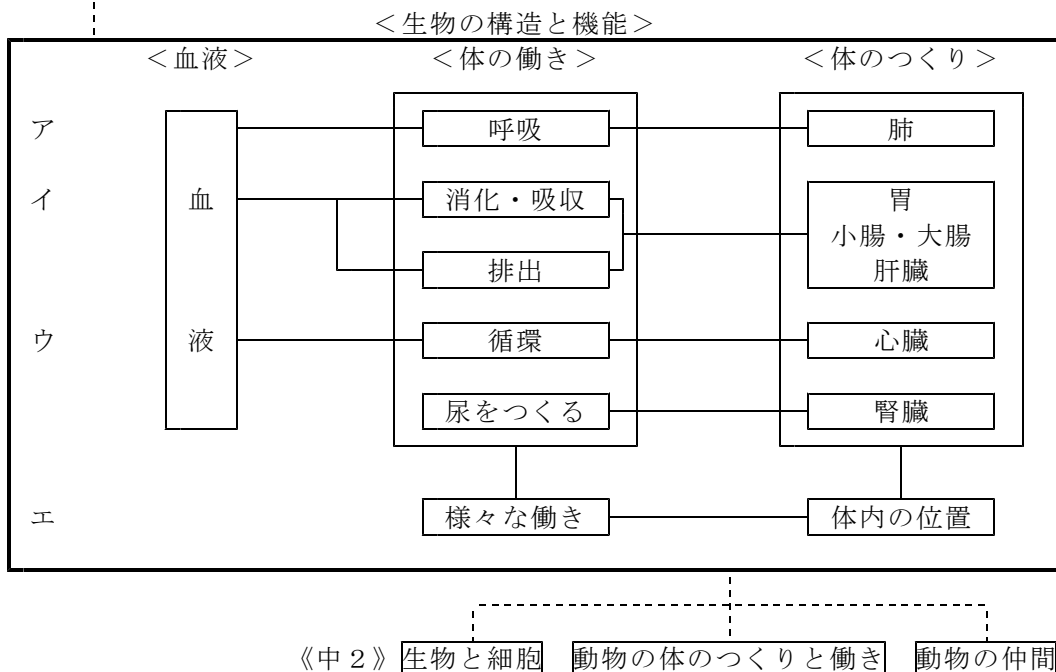 ＜生物の構造と機能＞
＜血液＞ ＜体の働き＞ ＜体のつくり＞
ア 呼吸 肺
イ 血 消化・吸収 胃
小腸・大腸
排出 肝臓
ウ 液 循環 心臓
尿をつくる 腎臓
エ 様々な働き 体内の位置
《中２》 生物と細胞 動物の体のつくりと働き 動物の仲間